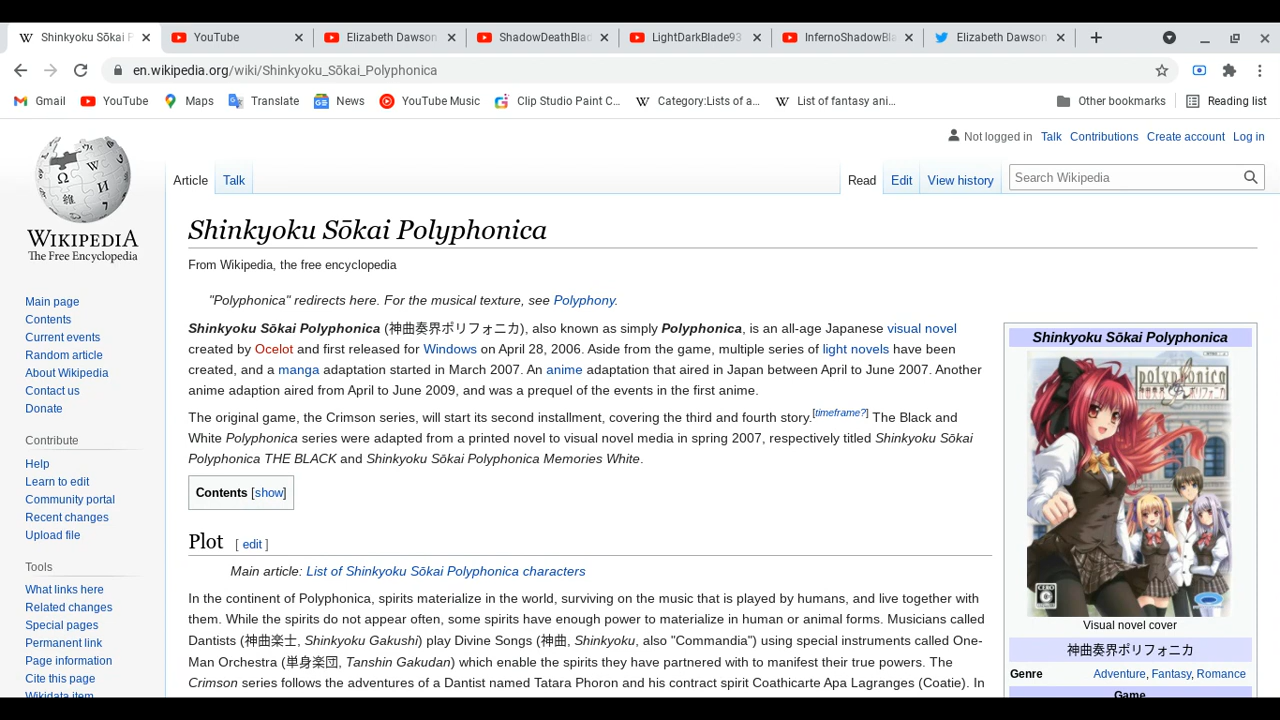 Shinkyoku Sōkai P
YouTube
Elizabeth Dawson
ShadowDeathBlad
LightDarkBlade93
InfernoShadowBla
Elizabeth Dawson
en.wikipedia.org/wiki/Shinkyoku_Sōkai_Polyphonica
Gmail
YouTube
Maps
Translate
News
YouTube Music
Clip Studio Paint C...
Category:Lists of a...
List of fantasy ani...
Other bookmarks
Reading list
Not logged in Talk Contributions Create account Log in
Article Talk
Read Edit View history
Search Wikipedia
WIKIPEDIA
The Free Encyclopedia
Main page
Contents
Current events
Random article
About Wikipedia
Contact us
Donate
Contribute
Help
Learn to edit
Community portal
Recent changes
Upload file
Tools
What links here
Related changes
Special pages
Permanent link
Page information
Cite this page
Wikidata item
Shinkyoku Sōkai Polyphonica
From Wikipedia, the free encyclopedia
"Polyphonica" redirects here. For the musical texture, see Polyphony.
Shinkyoku Sōkai Polyphonica (神曲奏界ポリフォニカ), also known as simply Polyphonica, is an all-age Japanese visual novel
created by Ocelot and first released for Windows on April 28, 2006. Aside from the game, multiple series of light novels have been
created, and a manga adaptation started in March 2007. An anime adaptation that aired in Japan between April to June 2007. Another
anime adaption aired from April to June 2009, and was a prequel of the events in the first anime.
The original game, the Crimson series, will start its second installment, covering the third and fourth story.[timeframe?] The Black and
White Polyphonica series were adapted from a printed novel to visual novel media in spring 2007, respectively titled Shinkyoku Sōkai
Polyphonica THE BLACK and Shinkyoku Sōkai Polyphonica Memories White.
Contents [show]
Plot [ edit ]
Main article: List of Shinkyoku Sōkai Polyphonica characters
In the continent of Polyphonica, spirits materialize in the world, surviving on the music that is played by humans, and live together with
them. While the spirits do not appear often, some spirits have enough power to materialize in human or animal forms. Musicians called
Dantists (神曲楽士, Shinkyoku Gakushi) play Divine Songs (神曲, Shinkyoku, also "Commandia") using special instruments called One-
Man Orchestra (単身楽団, Tanshin Gakudan) which enable the spirits they have partnered with to manifest their true powers. The
Crimson series follows the adventures of a Dantist named Tatara Phoron and his contract spirit Coathicarte Apa Lagranges (Coatie). In
Shinkyoku Sōkai Polyphonica
polyphonica
神曲奏界ポリフォニカ
CERO
C
Visual novel cover
神曲奏界ポリフォニカ
Genre Adventure, Fantasy, Romance
Game